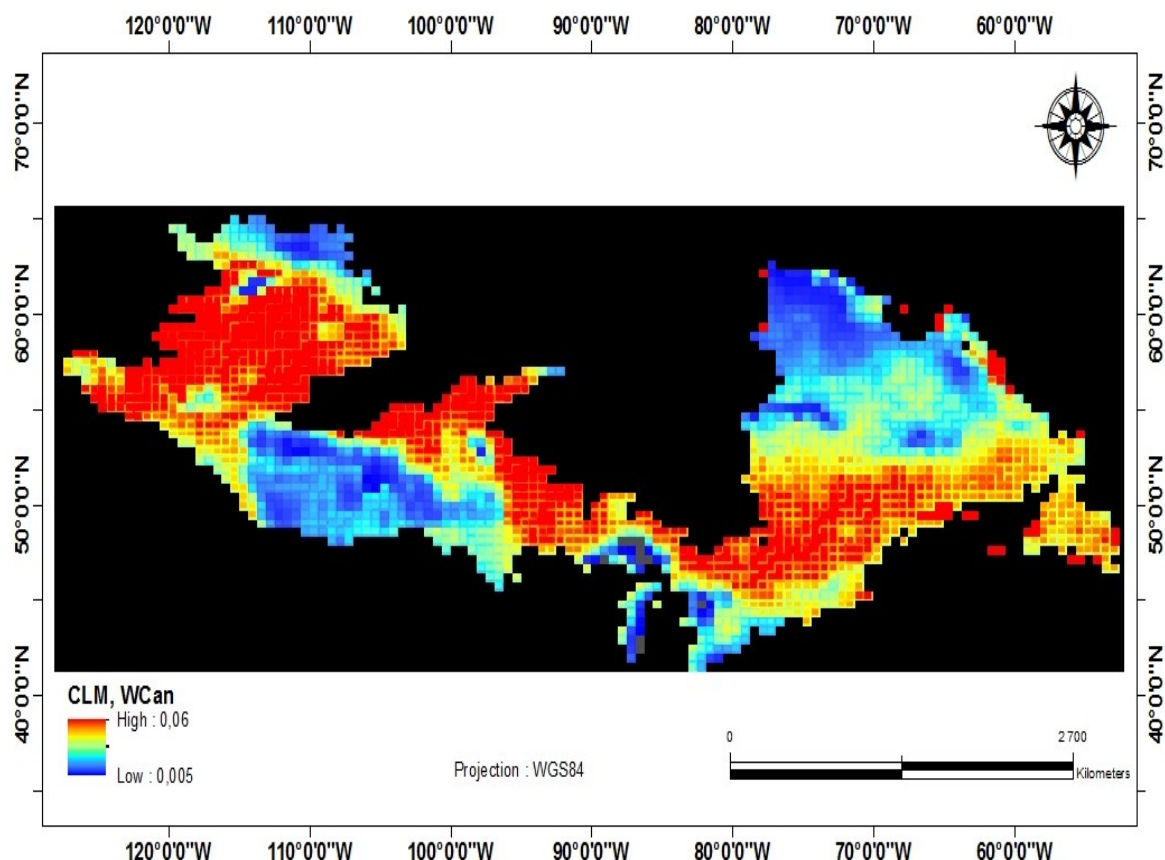 120°0'0"W 110°0'0"W 100°0'0"W 90°0'0"W 80°0'0"W 70°0'0"W 60°0'0"W
70°0'0"N 70°0'0"N
60°0'0"N 60°0'0"N
50°0'0"N 50°0'0"N
40°0'0"N 40°0'0"N
CLM, WCan
High : 0,06
Low : 0,005
Projection : WGS84
0 2 700
Kilometers
120°0'0"W 110°0'0"W 100°0'0"W 90°0'0"W 80°0'0"W 70°0'0"W 60°0'0"W